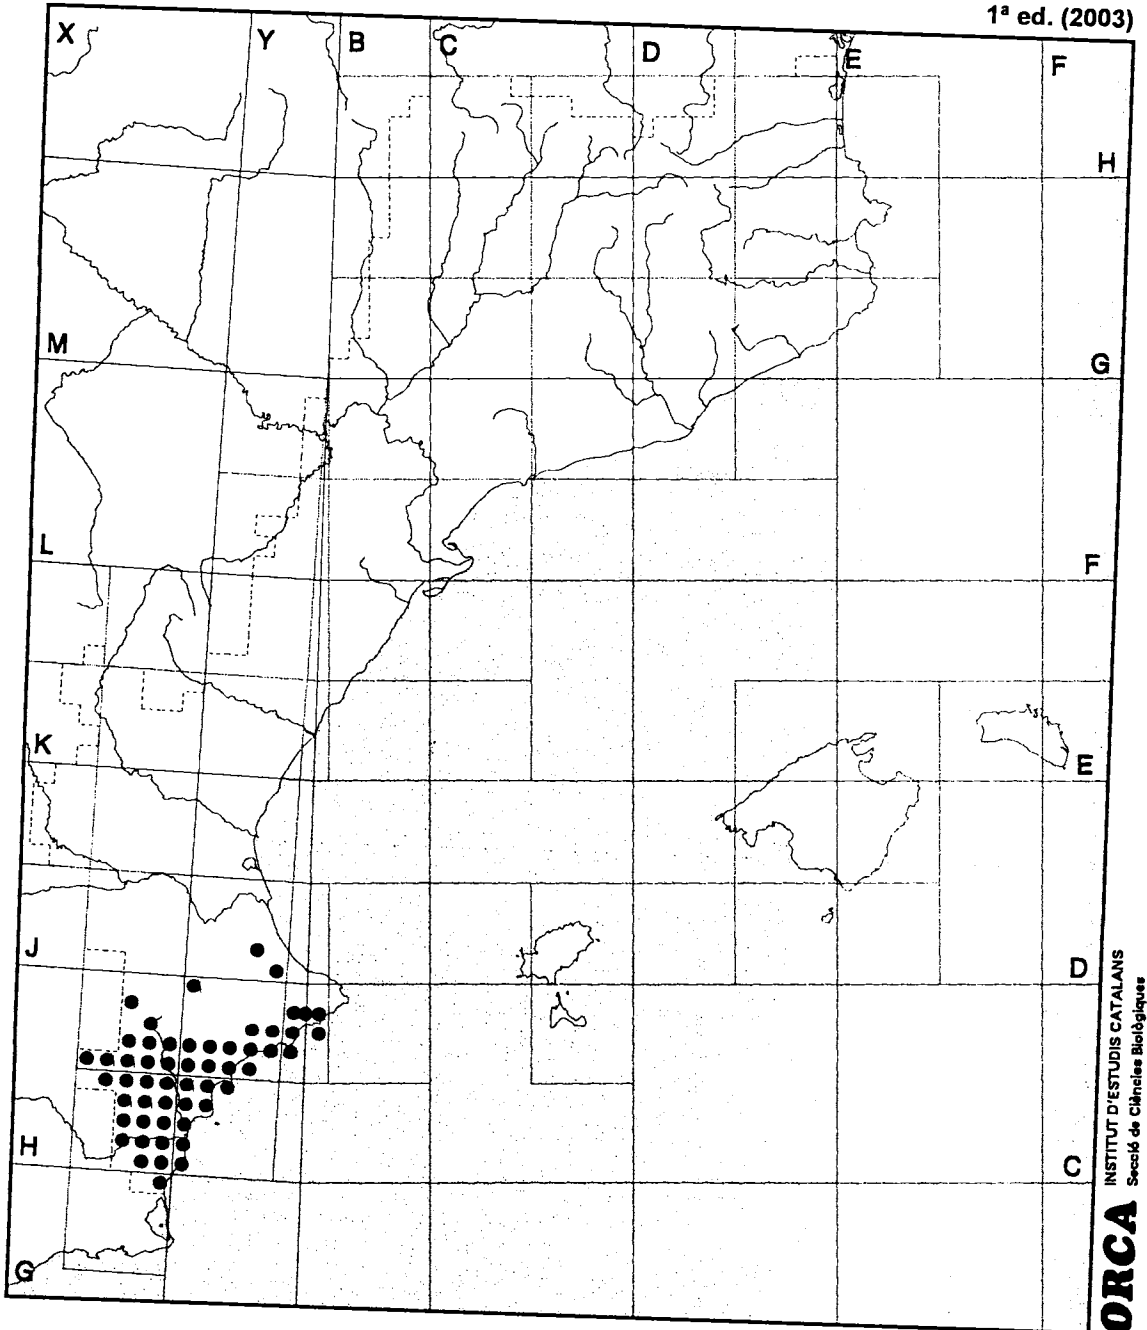 1ª ed. (2003)
X Y B C D E F
H
M G
L F
K E
J D
H C
G
ORCA
INSTITUT D'ESTUDIS CATALANS
Secció de Ciències Biològiques